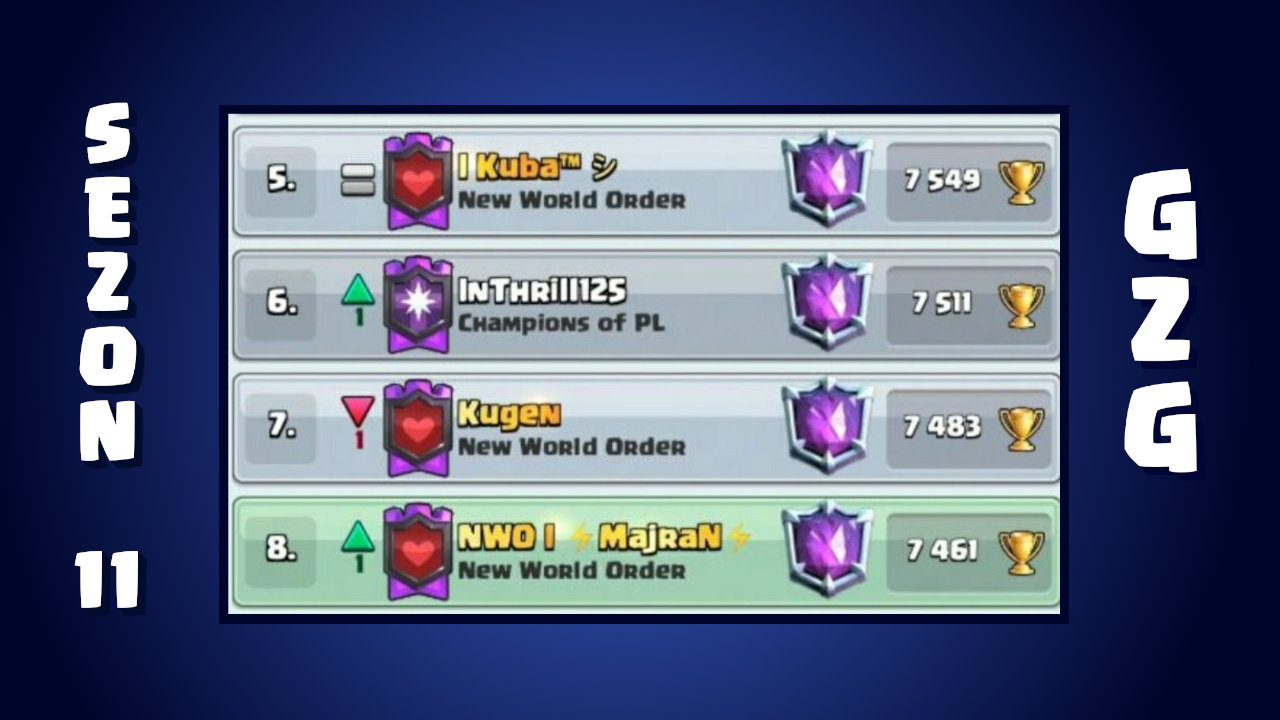 SEZON
11
5.
I Kuba™ シ
New World Order
7 549
6.
1
InThrill125
Champions of PL
7 511
7.
1
Kugen
New World Order
7 483
8.
1
NWO I ⚡MajraN⚡
New World Order
7 461
GZG